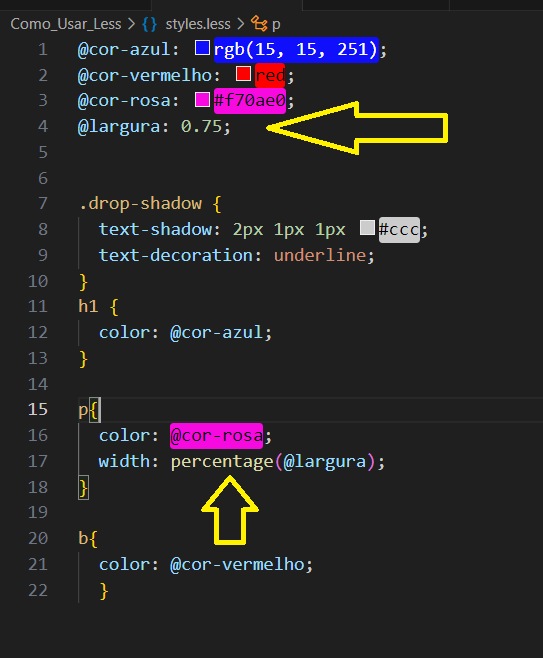 Como_Usar_Less > {} styles.less > p
1 @cor-azul: rgb(15, 15, 251);
2 @cor-vermelho: red;
3 @cor-rosa: #f70ae0;
4 @largura: 0.75;
5
6
7 .drop-shadow {
8 text-shadow: 2px 1px 1px #ccc;
9 text-decoration: underline;
10 }
11 h1 {
12 color: @cor-azul;
13 }
14
15 p{
16 color: @cor-rosa;
17 width: percentage(@largura);
18 }
19
20 b{
21 color: @cor-vermelho;
22 }